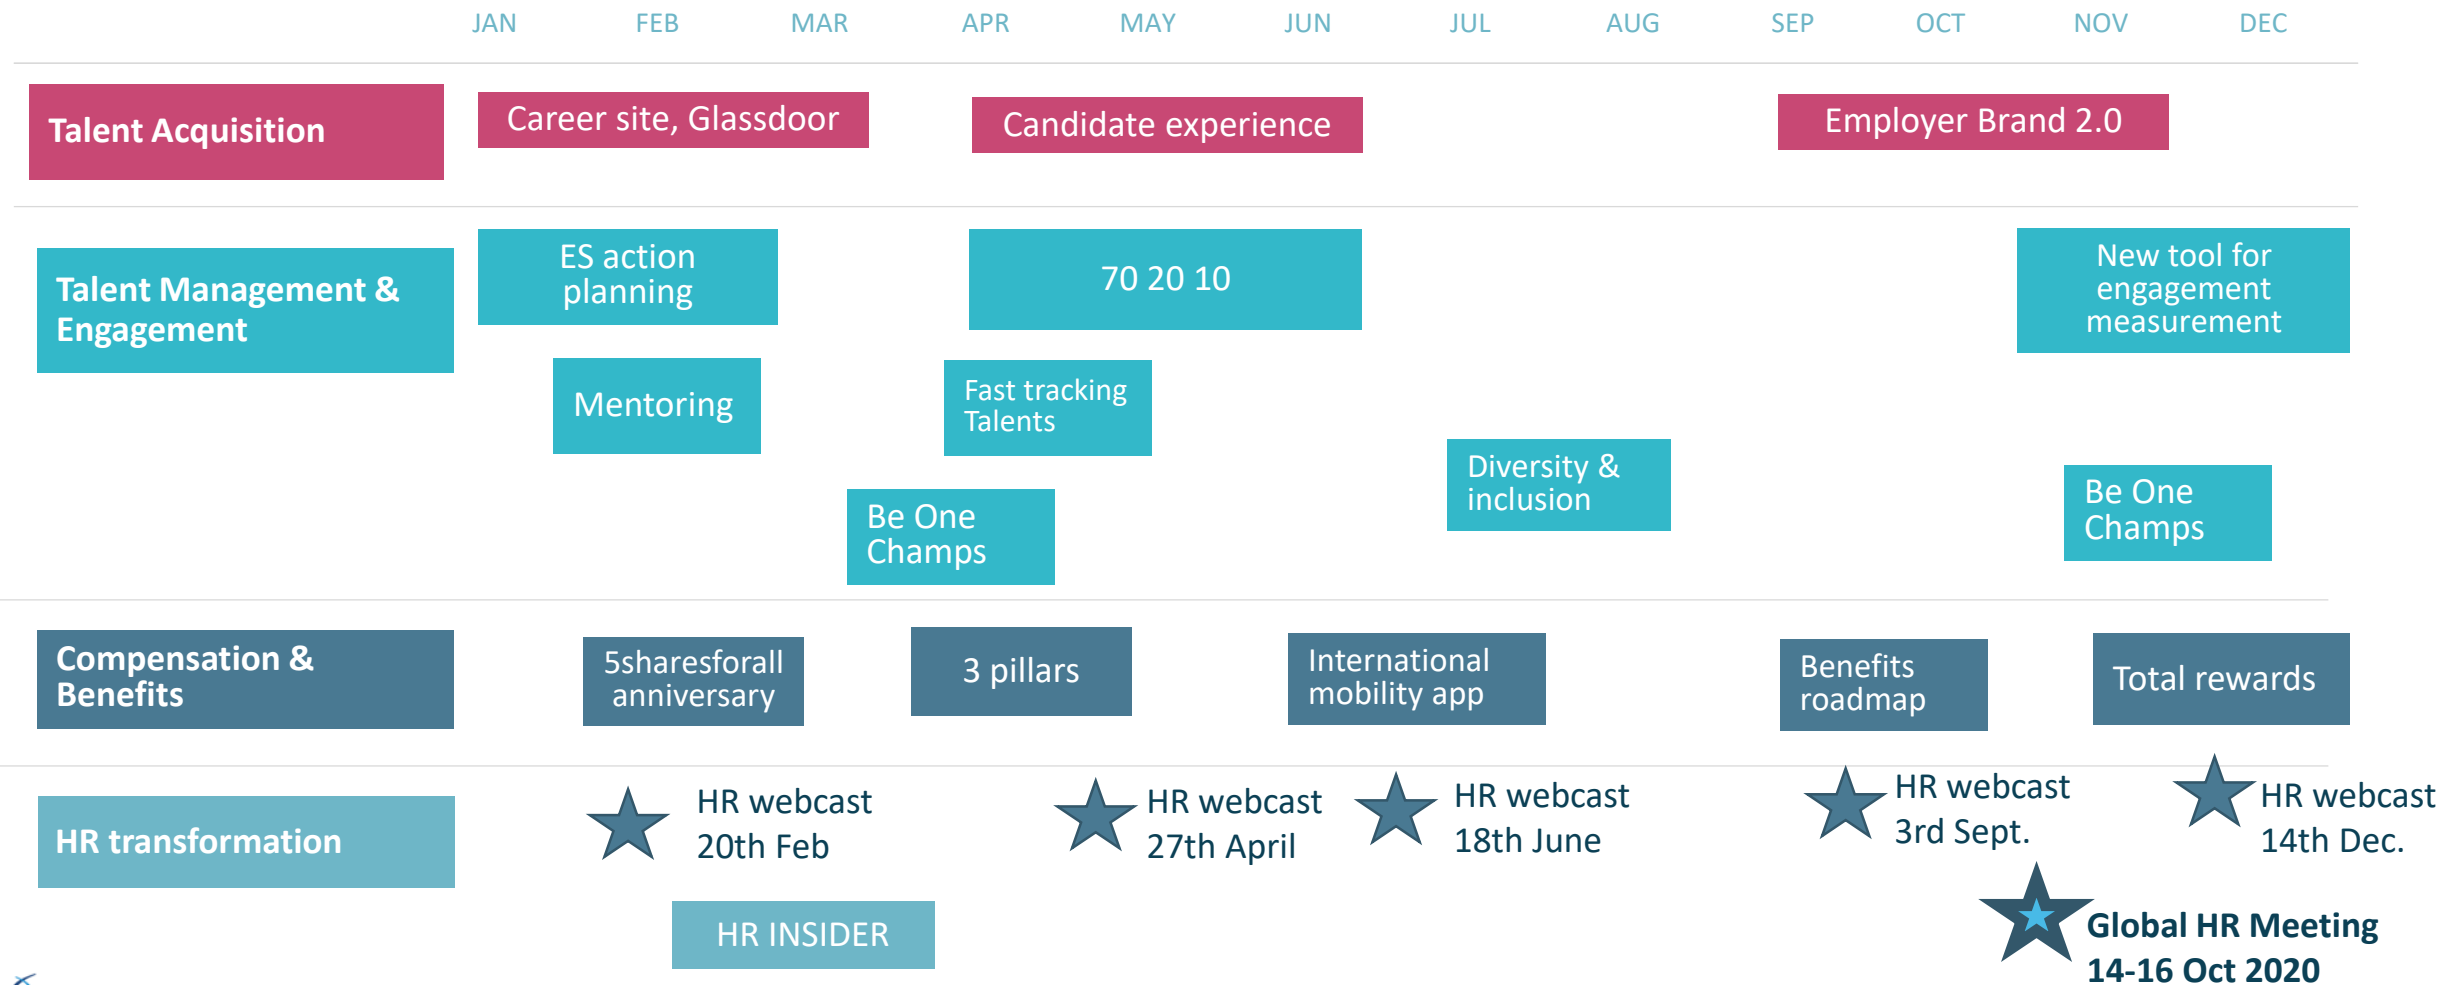 JAN FEB MAR APR MAY JUN JUL AUG SEP OCT NOV DEC
Talent Acquisition
Career site, Glassdoor
Candidate experience
Employer Brand 2.0
Talent Management &
Engagement
ES action
planning
70 20 10
New tool for
engagement
measurement
Mentoring
Fast tracking
Talents
Diversity &
inclusion
Be One
Champs
Be One
Champs
Compensation &
Benefits
5sharesforall
anniversary
3 pillars
International
mobility app
Benefits
roadmap
Total rewards
HR transformation
HR webcast
20th Feb
HR webcast
27th April
HR webcast
18th June
HR webcast
3rd Sept.
HR webcast
14th Dec.
HR INSIDER
Global HR Meeting
14-16 Oct 2020